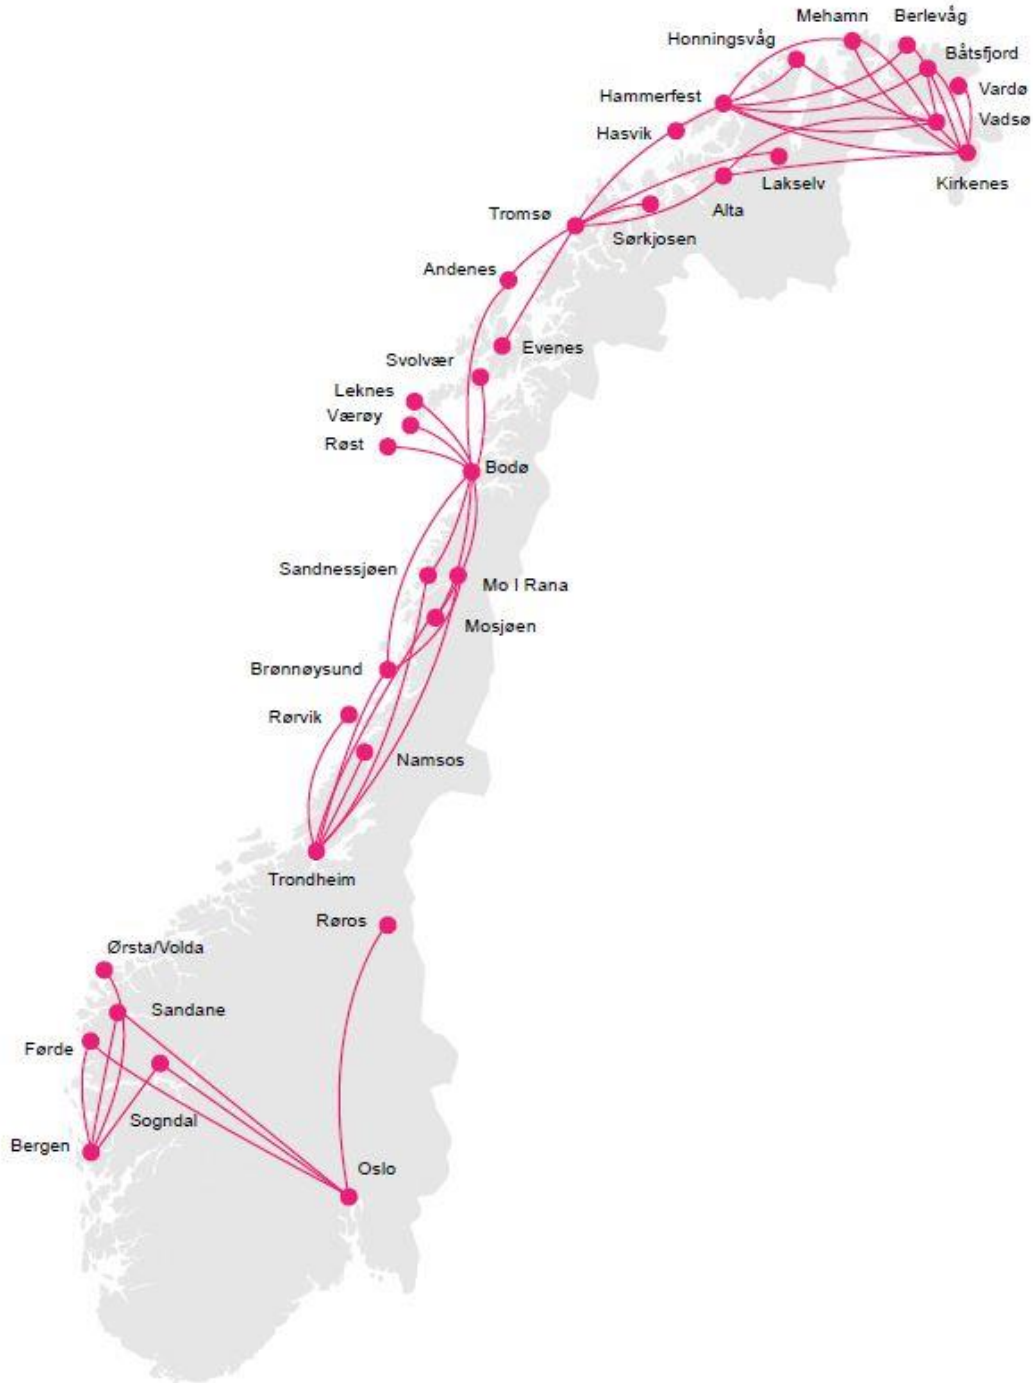 Mehamn
Berlevåg
Honningsvåg
Båtsfjord
Vardø
Hammerfest
Vadsø
Hasvik
Lakselv
Kirkenes
Alta
Tromsø
Sørkjosen
Andenes
Evenes
Svolvær
Leknes
Værøy
Røst
Bodø
Sandnessjøen
Mo I Rana
Mosjøen
Brønnøysund
Rørvik
Namsos
Trondheim
Røros
Ørsta/Volda
Sandane
Førde
Sogndal
Bergen
Oslo